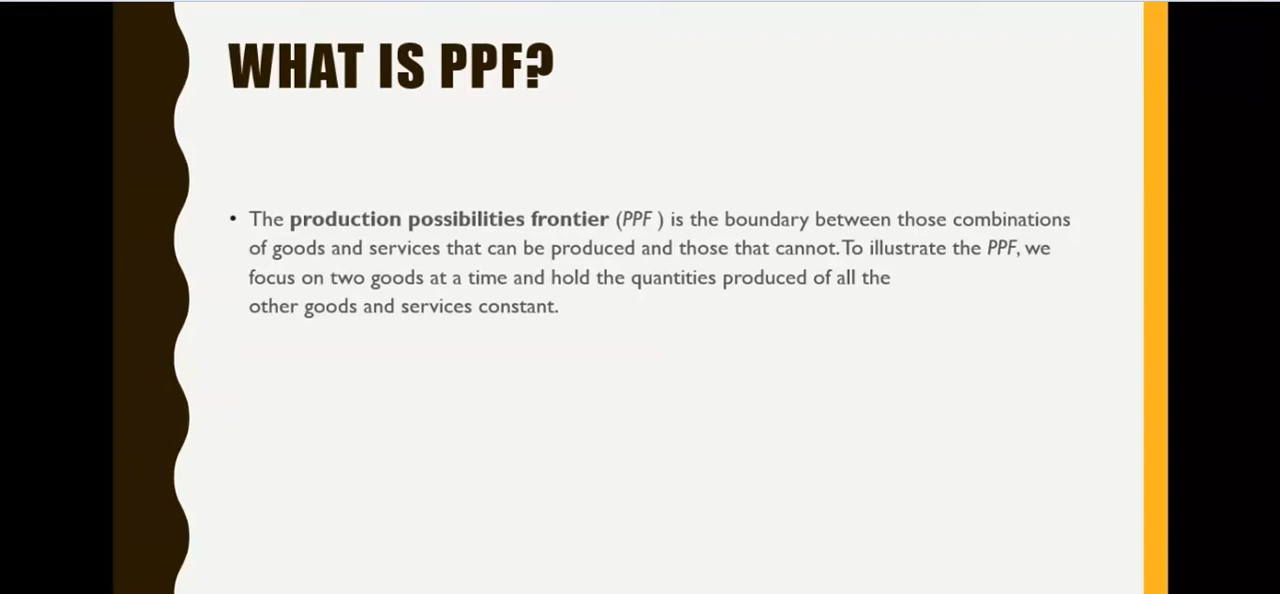 WHAT IS PPF?
• The production possibilities frontier (PPF ) is the boundary between those combinations
of goods and services that can be produced and those that cannot. To illustrate the PPF, we
focus on two goods at a time and hold the quantities produced of all the
other goods and services constant.